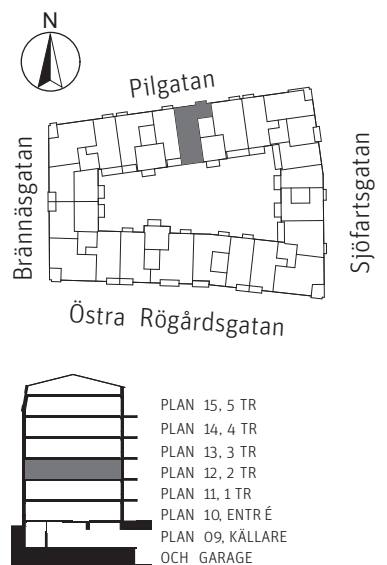 N
Pilgatan
Brännäsgatan
Sjöfartsgatan
Östra Rögårdsgatan
PLAN 15, 5 TR
PLAN 14, 4 TR
PLAN 13, 3 TR
PLAN 12, 2 TR
PLAN 11, 1 TR
PLAN 10, ENTRÉ
PLAN 09, KÄLLARE
OCH GARAGE